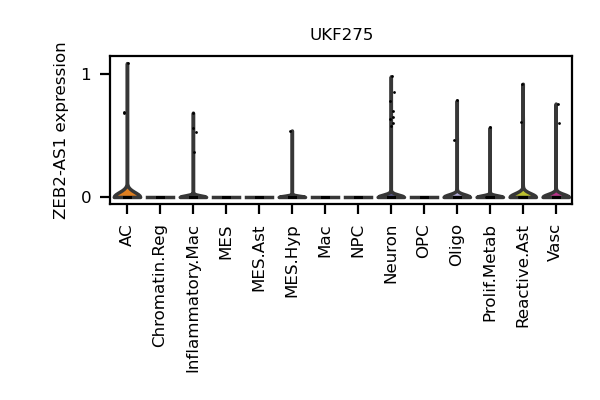 UKF275
ZEB2-AS1 expression
1
0
AC
Chromatin.Reg
Inflammatory.Mac
MES
MES.Ast
MES.Hyp
Mac
NPC
Neuron
OPC
Oligo
Prolif.Metab
Reactive.Ast
Vasc